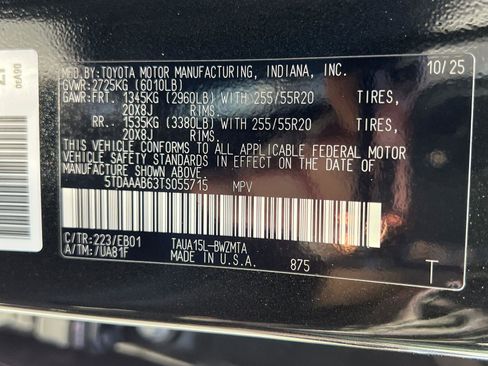 MFD. BY: TOYOTA MOTOR MANUFACTURING, INDIANA, INC. 10/25
GVWR: 2725KG (6010LB)
GAWR: FRT. 1345KG (2960LB) WITH 255/55R20 TIRES,
20X8J RIMS.
RR. 1535KG (3380LB) WITH 255/55R20 TIRES,
20X8J RIMS.
THIS VEHICLE CONFORMS TO ALL APPLICABLE FEDERAL MOTOR
VEHICLE SAFETY STANDARDS IN EFFECT ON THE DATE OF
MANUFACTURE SHOWN ABOVE.
5TDAAAB63TS055715 MPV
C/TR: 223/EB01 TAUA15L-BWZMTA
A/TM: /UA81F MADE IN U.S.A. 875 T